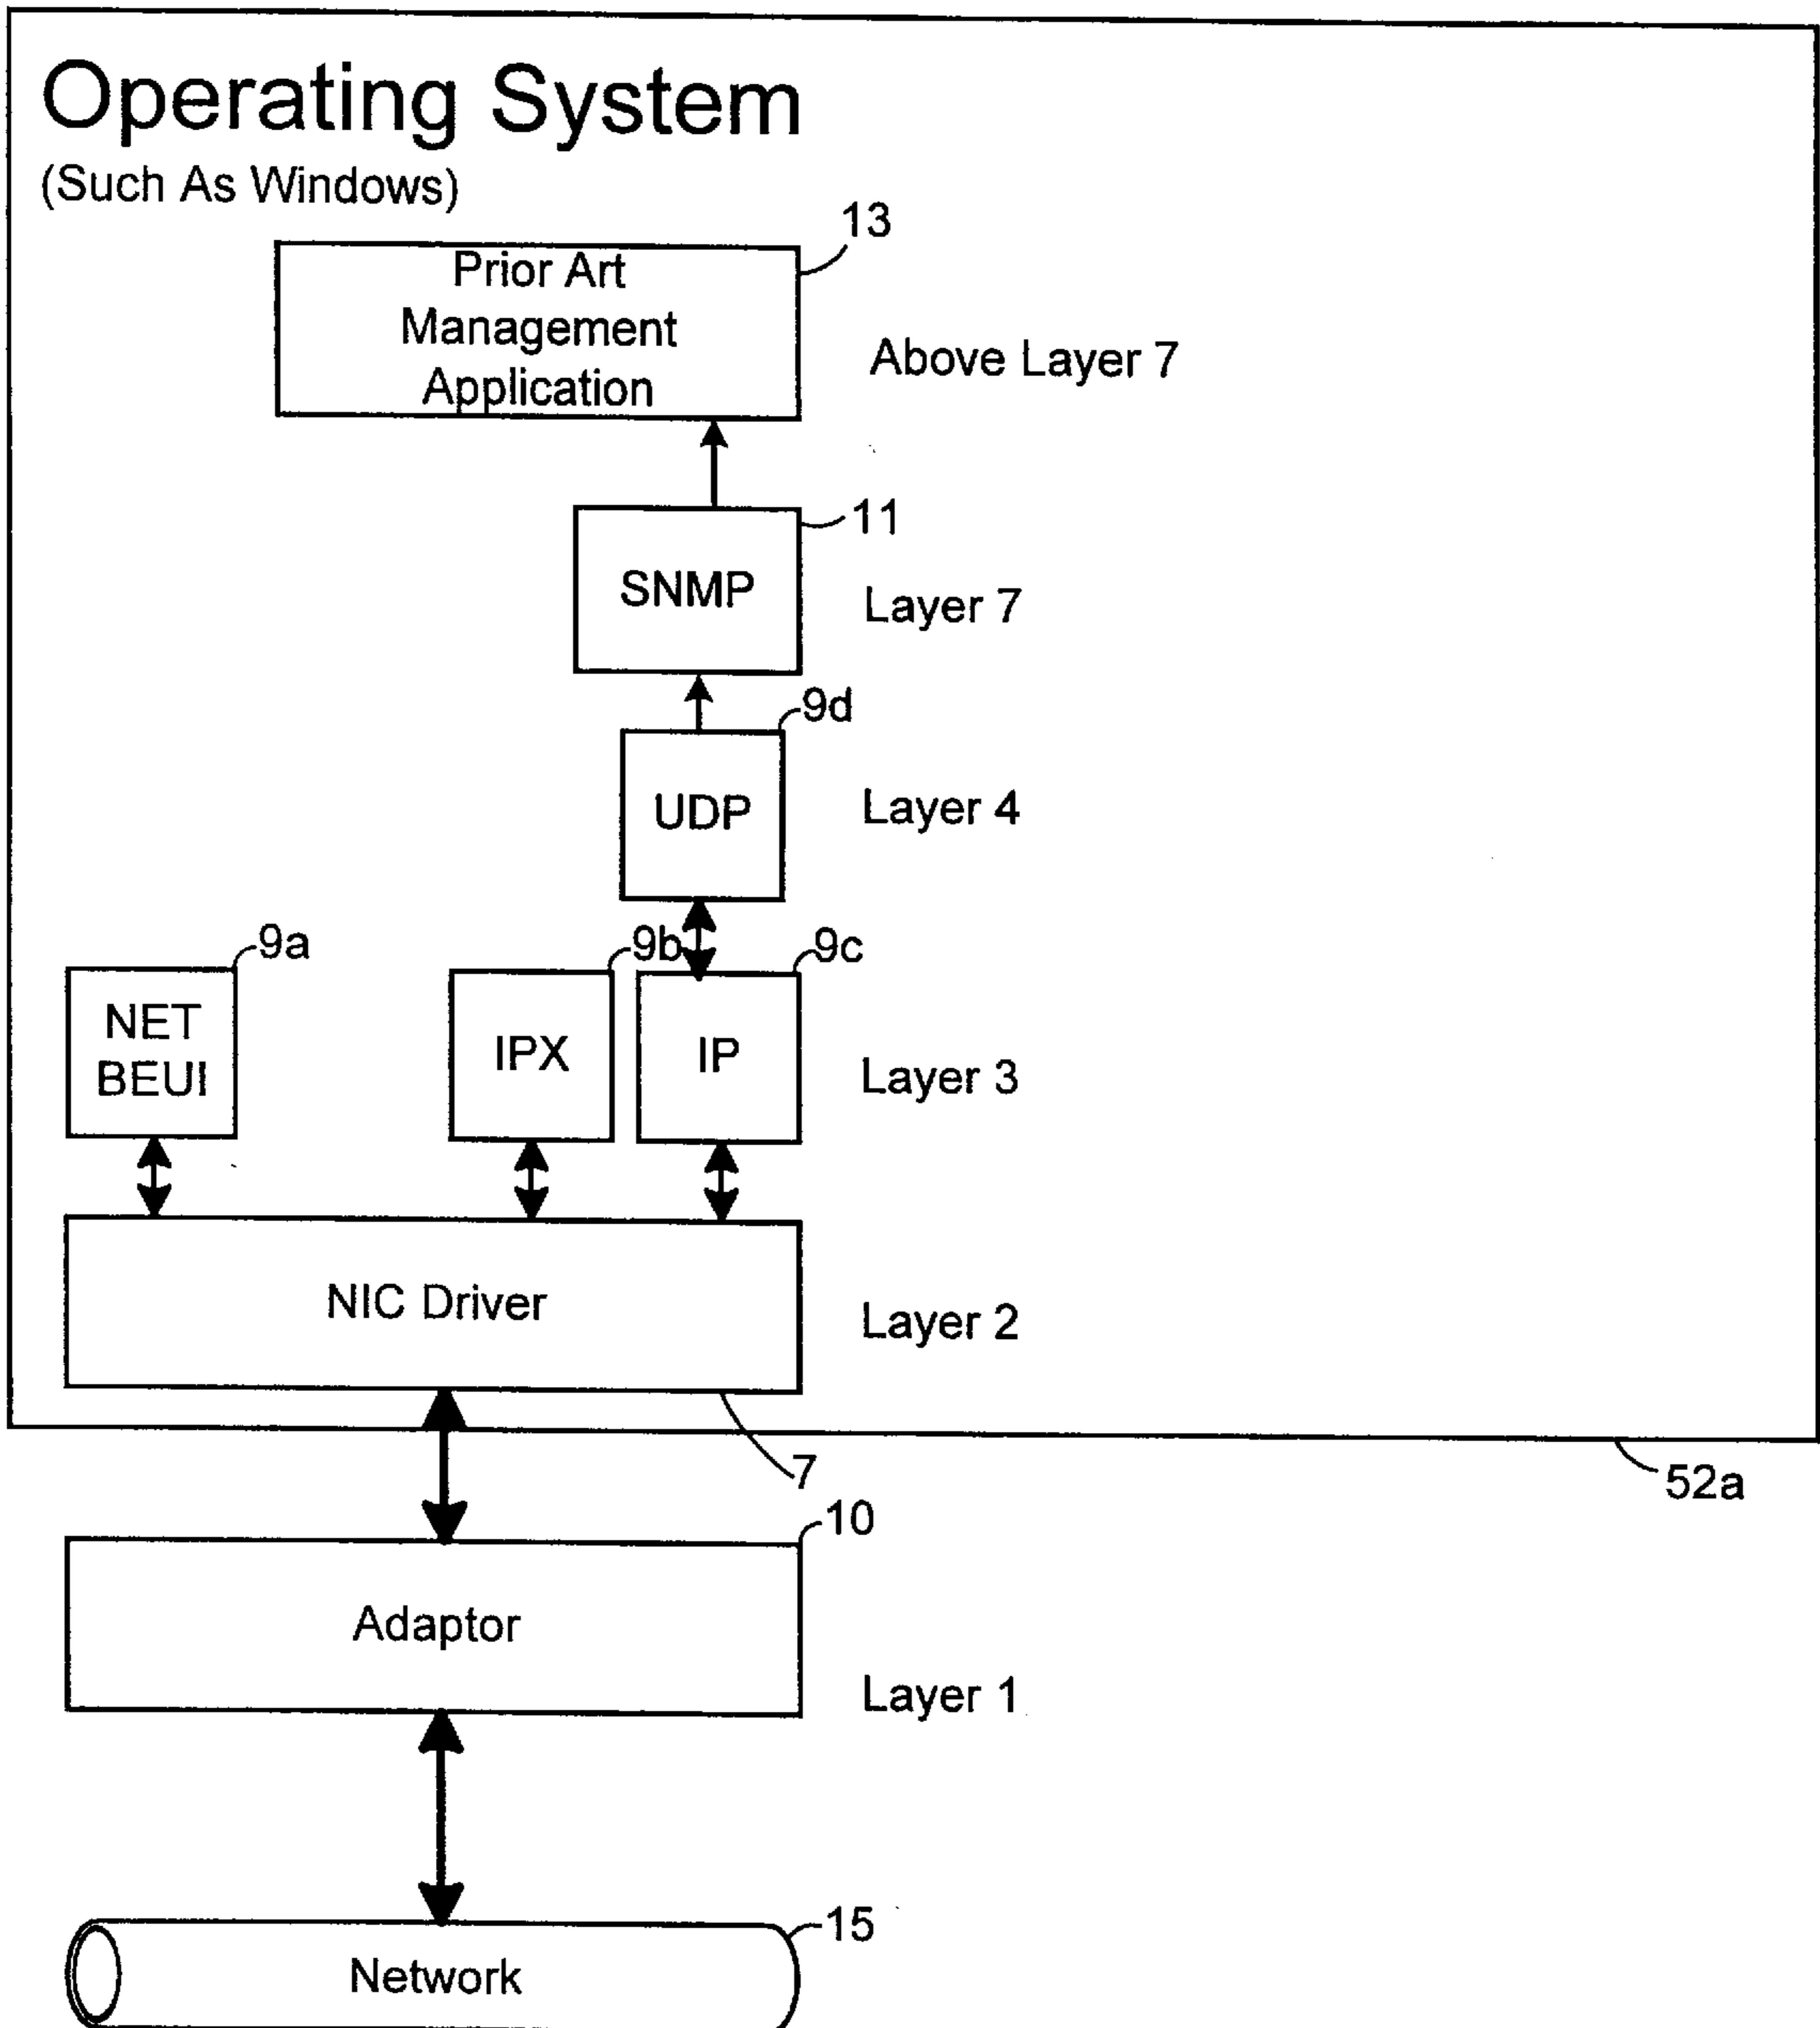 Operating System
(Such As Windows)
13
Prior Art
Management
Application
Above Layer 7
11
SNMP
Layer 7
9d
UDP
Layer 4
9a
9b
9c
NET
BEUI
IPX
IP
Layer 3
NIC Driver
Layer 2
7
52a
10
Adaptor
Layer 1
15
Network